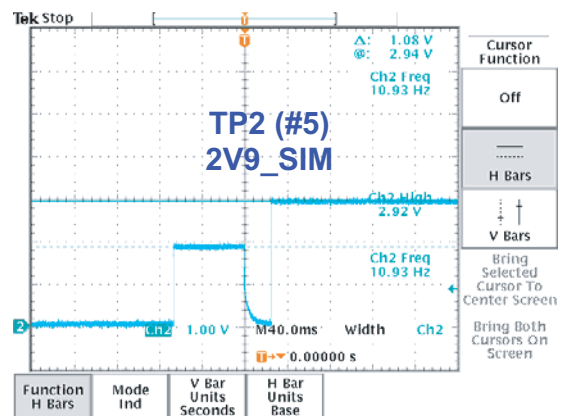 Tek Stop
T
T
Δ: 1.08 V
@: 2.94 V
Ch2 Freq
10.93 Hz
TP2 (#5)
2V9_SIM
Ch2 High
2.92 V
Ch2 Freq
10.93 Hz
2
Ch2 1.00 V M40.0ms Width Ch2
T 0.00000 s
Cursor
Function
Off
H Bars
V Bars
Bring
Selected
Cursor To
Center Screen
Bring Both
Cursors On
Screen
Function
H Bars
Mode
Ind
V Bar
Units
Seconds
H Bar
Units
Base